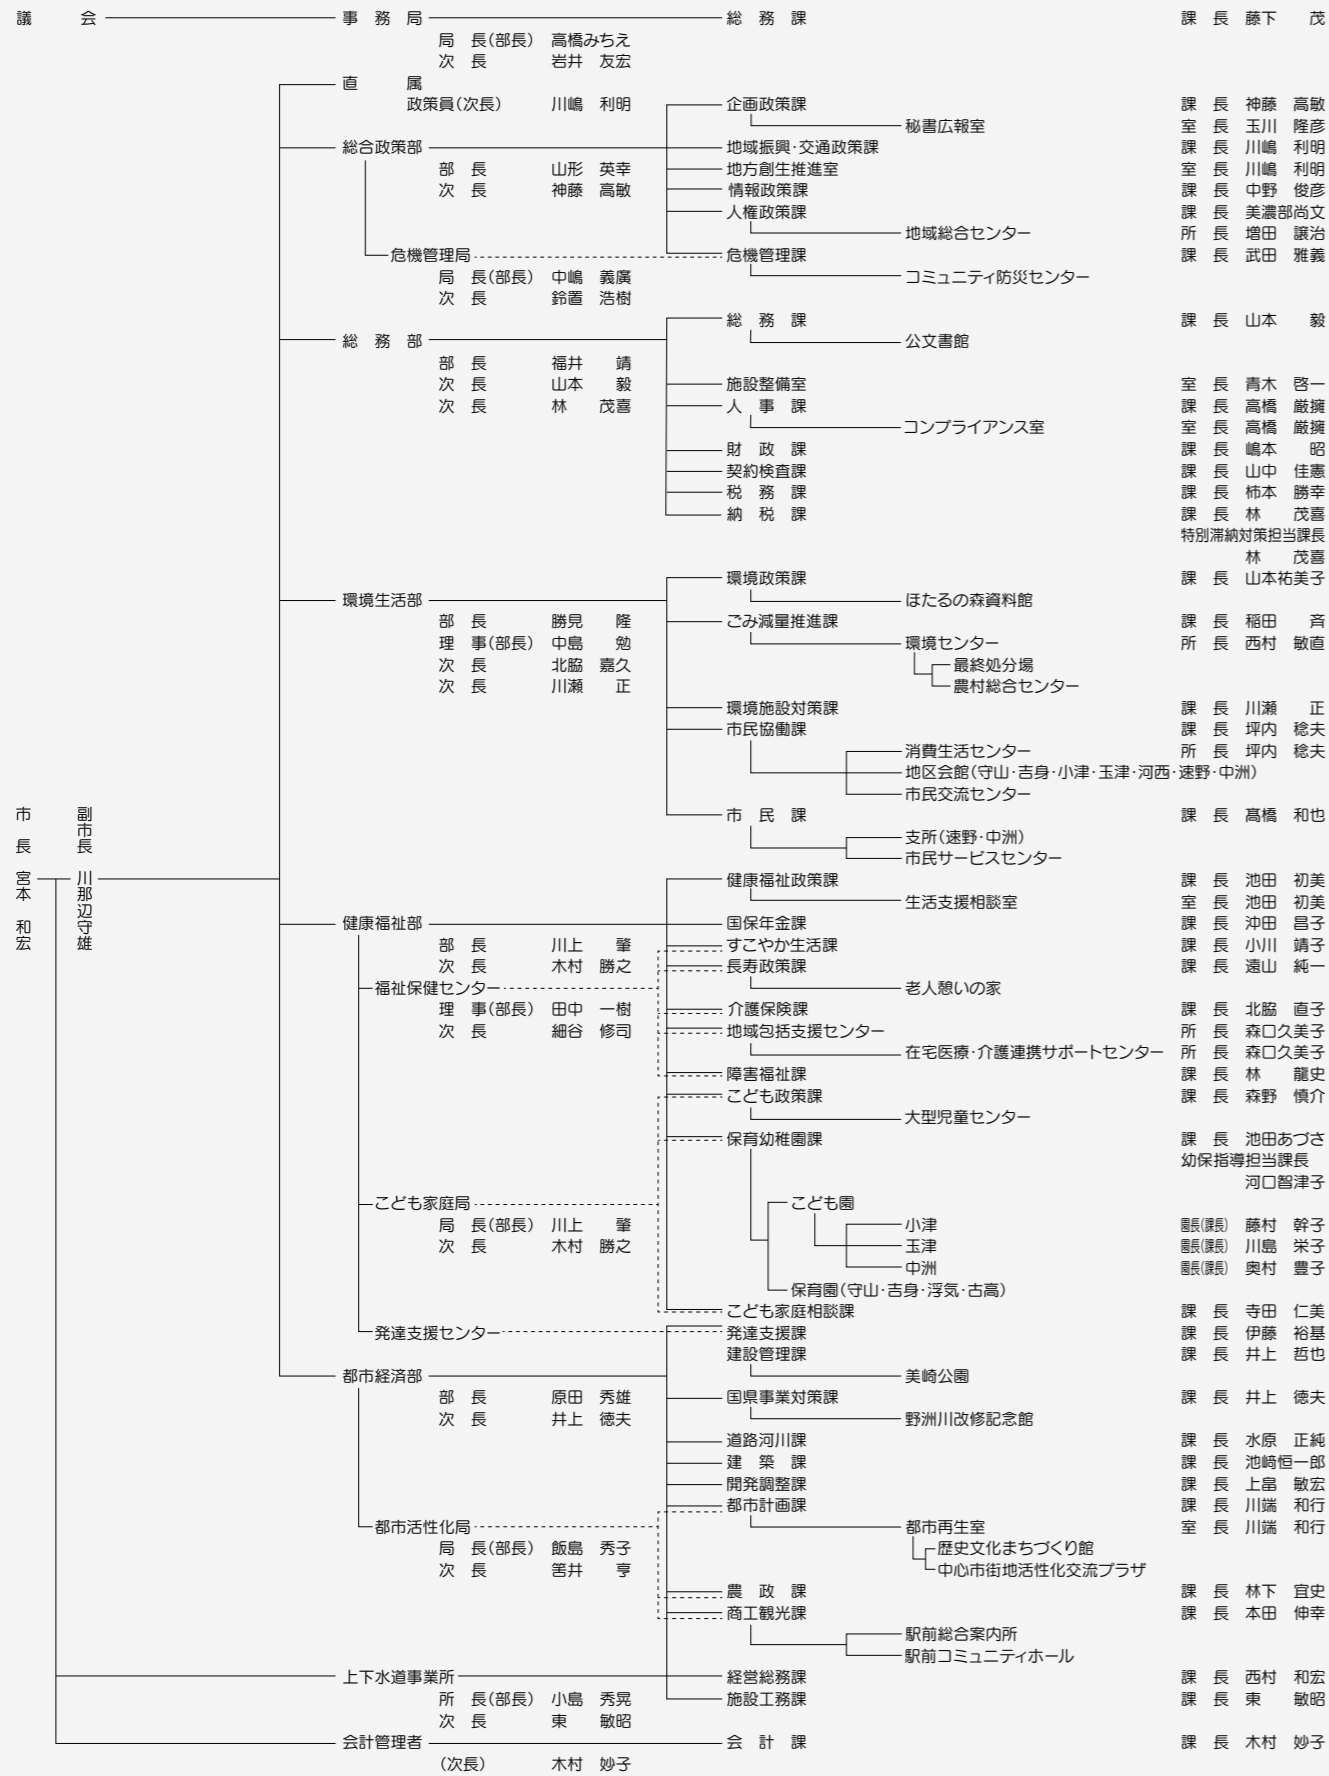 議会 事務局 総務課 課長 藤下 茂
局長(部長) 高橋みちえ
次長 岩井 友宏
直属
政策員(次長) 川嶋 利明 企画政策課 課長 神藤 高敏
秘書広報室 室長 玉川 隆彦
総合政策部 地域振興・交通政策課 課長 川嶋 利明
部長 山形 英幸 地方創生推進室 室長 川嶋 利明
次長 神藤 高敏 情報政策課 課長 中野 俊彦
人権政策課 課長 美濃部尚文
地域総合センター 所長 増田 譲治
危機管理局 危機管理課 課長 武田 雅義
局長(部長) 中嶋 義廣 コミュニティ防災センター
次長 鈴置 浩樹
総務課 課長 山本 毅
総務部 公文書館
部長 福井 靖
次長 山本 毅 施設整備室 室長 青木 啓一
次長 林 茂喜 人事課 課長 高橋 厳擁
コンプライアンス室 室長 高橋 厳擁
財政課 課長 嶋本 昭
契約検査課 課長 山中 佳憲
税務課 課長 柿本 勝幸
納税課 課長 林 茂喜
特別滞納対策担当課長
林 茂喜
環境政策課 課長 山本祐美子
環境生活部 ほたるの森資料館
部長 勝見 隆 ごみ減量推進課 課長 稲田 斉
理事(部長) 中島 勉 環境センター 所長 西村 敏直
次長 北脇 嘉久 最終処分場
次長 川瀬 正 農村総合センター
環境施設対策課 課長 川瀬 正
市民協働課 課長 坪内 稔夫
消費生活センター 所長 坪内 稔夫
地区会館(守山・吉身・小津・玉津・河西・速野・中洲)
市民交流センター
市民課 課長 髙橋 和也
支所(速野・中洲)
市民サービスセンター
市長 宮本 和宏 副市長 川那辺守雄 健康福祉政策課 課長 池田 初美
生活支援相談室 室長 池田 初美
健康福祉部 国保年金課 課長 沖田 昌子
部長 川上 肇 すこやか生活課 課長 小川 靖子
次長 木村 勝之 長寿政策課 課長 遠山 純一
福祉保健センター 老人憩いの家
理事(部長) 田中 一樹 介護保険課 課長 北脇 直子
次長 細谷 修司 地域包括支援センター 所長 森口久美子
在宅医療・介護連携サポートセンター 所長 森口久美子
障害福祉課 課長 林 龍史
こども政策課 課長 森野 慎介
大型児童センター
保育幼稚園課 課長 池田あづさ
幼保指導担当課長
河口智津子
こども家庭局 こども園
局長(部長) 川上 肇 小津 園長(課長) 藤村 幹子
次長 木村 勝之 玉津 園長(課長) 川島 栄子
中洲 園長(課長) 奥村 豊子
保育園(守山・吉身・浮気・古高)
こども家庭相談課 課長 寺田 仁美
発達支援センター 発達支援課 課長 伊藤 裕基
建設管理課 課長 井上 哲也
都市経済部 美崎公園
部長 原田 秀雄 国県事業対策課 課長 井上 徳夫
次長 井上 徳夫 野洲川改修記念館
道路河川課 課長 水原 正純
建築課 課長 池﨑恒一郎
開発調整課 課長 上畠 敏宏
都市計画課 課長 川端 和行
都市活性化局 都市再生室 室長 川端 和行
局長(部長) 飯島 秀子 歴史文化まちづくり館
次長 筈井 亨 中心市街地活性化交流プラザ
農政課 課長 林下 宜史
商工観光課 課長 本田 伸幸
駅前総合案内所
駅前コミュニティホール
上下水道事業所 経営総務課 課長 西村 和宏
所長(部長) 小島 秀晃 施設工務課 課長 東 敏昭
次長 東 敏昭
会計管理者 会計課 課長 木村 妙子
(次長) 木村 妙子